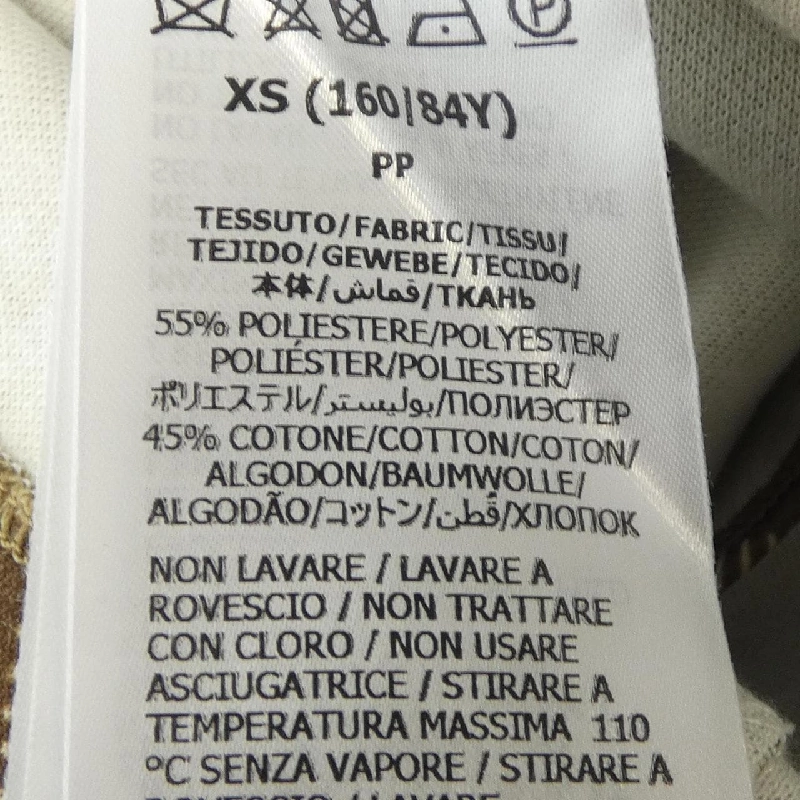 XS (160/84Y)
PP
TESSUTO/FABRIC/TISSU/
TEJIDO/GEWEBE/TECIDO/
本体/قماش/ТКАНЬ
55% POLIESTERE/POLYESTER/
POLIÉSTER/POLIESTER/
ポリエステル/بوليستر/ПОЛИЭСТЕР
45% COTONE/COTTON/COTON/
ALGODON/BAUMWOLLE/
ALGODÃO/コットン/قطن/ХЛОПОК
NON LAVARE / LAVARE A
ROVESCIO / NON TRATTARE
CON CLORO / NON USARE
ASCIUGATRICE / STIRARE A
TEMPERATURA MASSIMA 110
°C SENZA VAPORE / STIRARE A
ROVESCIO / LAVARE